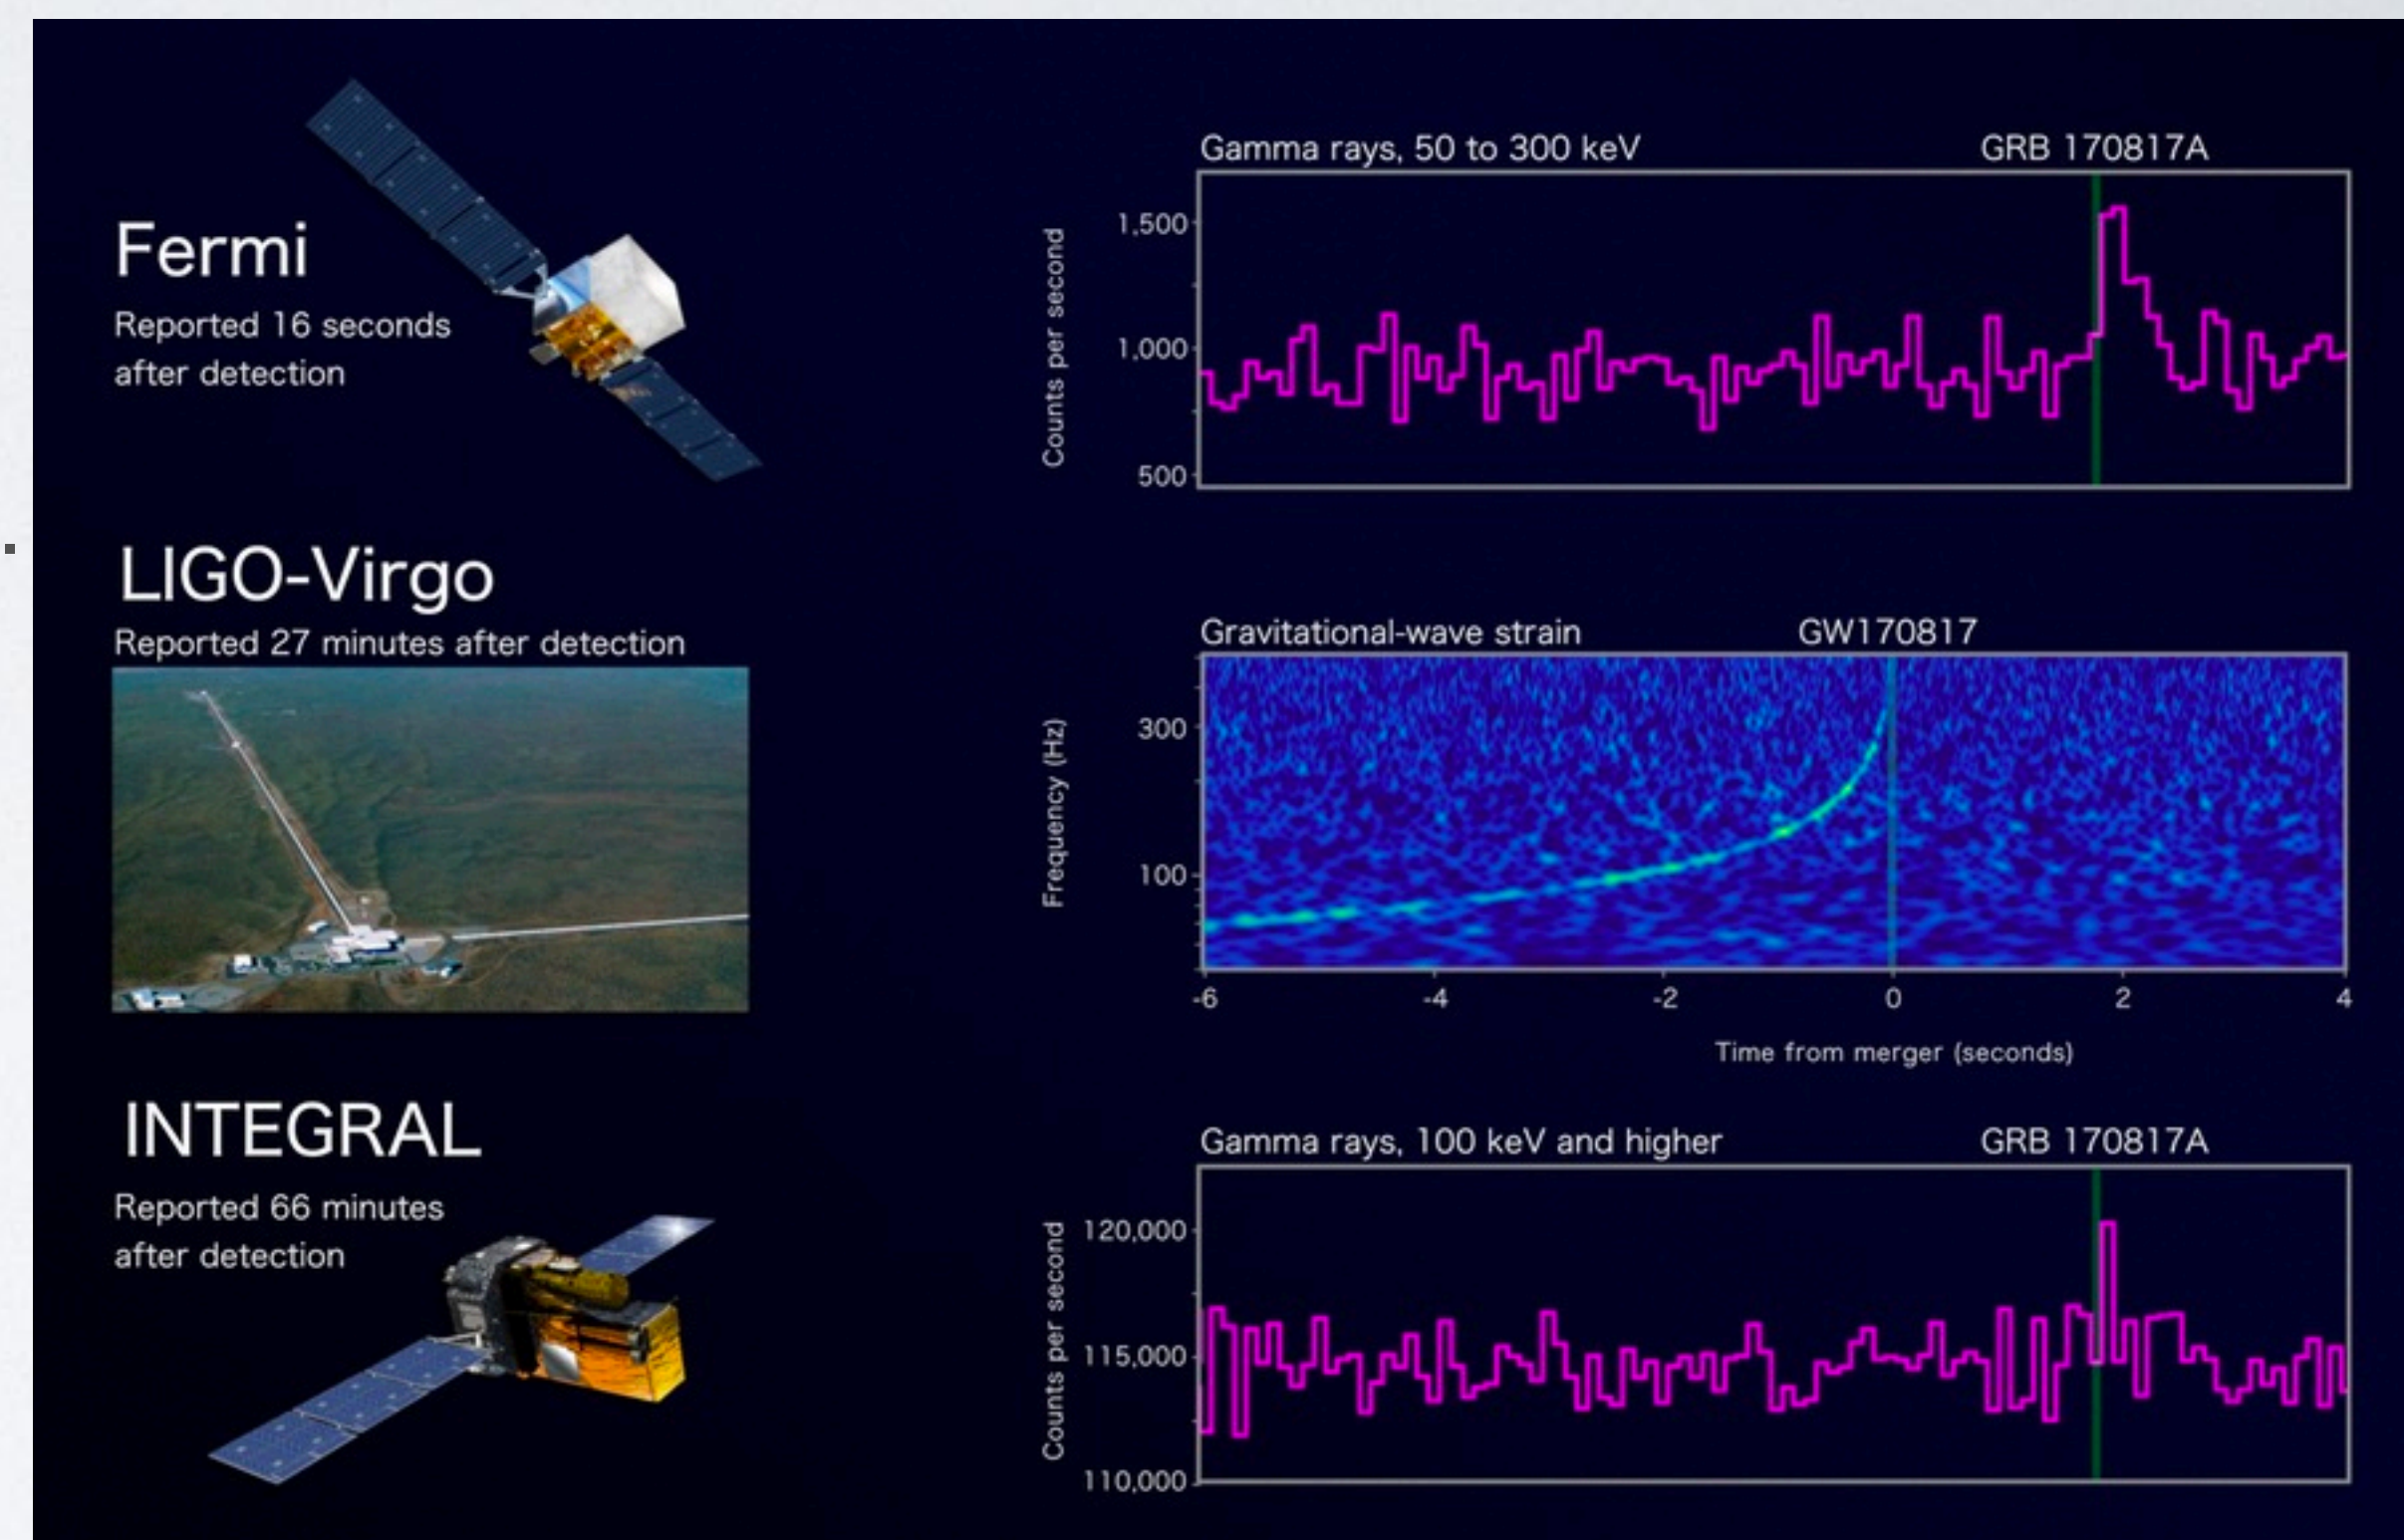 Fermi
Reported 16 seconds
after detection
Gamma rays, 50 to 300 keV
GRB 170817A
Counts per second
1,500
1,000
500
LIGO-Virgo
Reported 27 minutes after detection
Gravitational-wave strain
GW170817
Frequency (Hz)
300
100
-6
-4
-2
0
2
4
Time from merger (seconds)
INTEGRAL
Reported 66 minutes
after detection
Gamma rays, 100 keV and higher
GRB 170817A
Counts per second
120,000
115,000
110,000